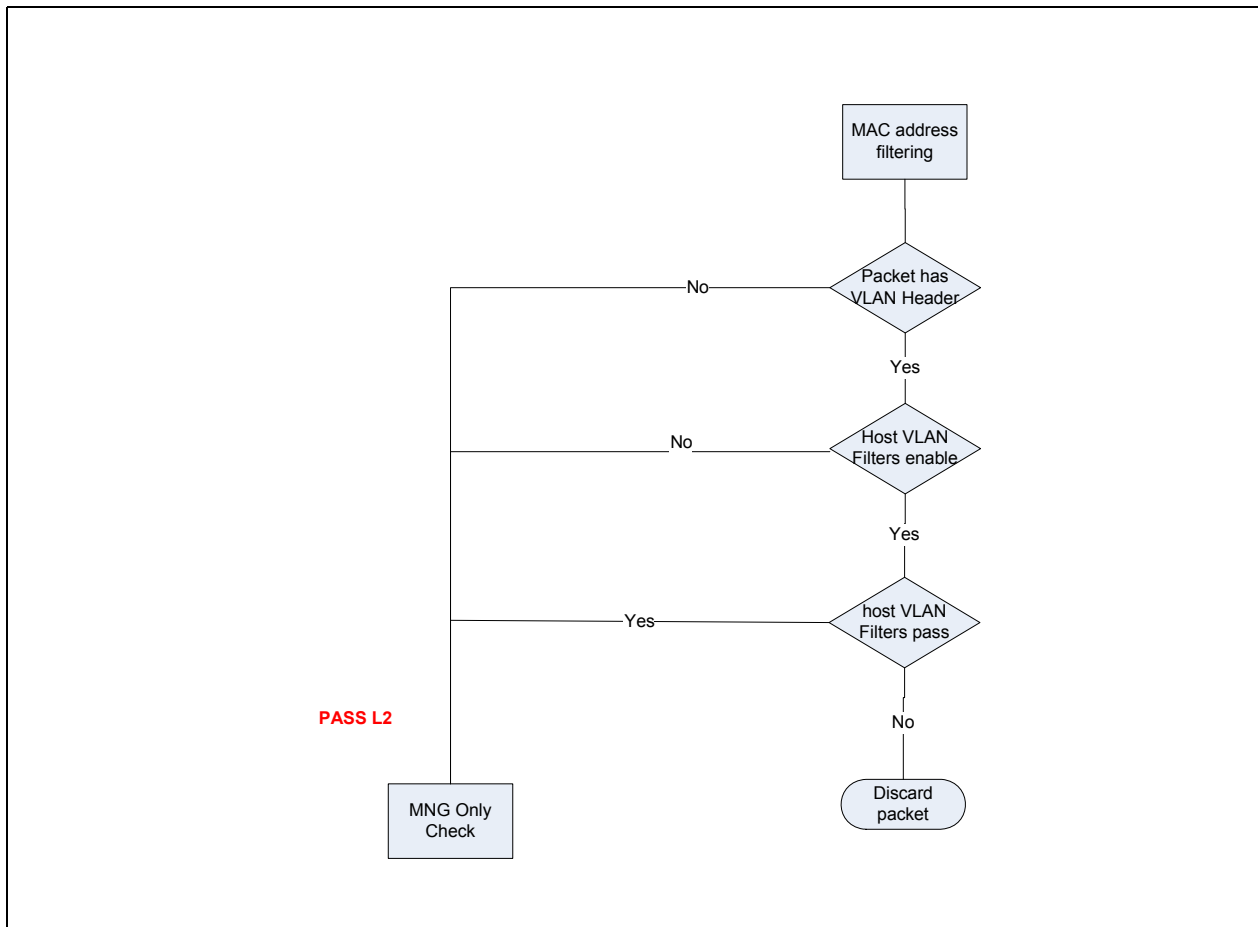 MAC address
filtering
Packet has
VLAN Header
No
Yes
Host VLAN
Filters enable
No
Yes
host VLAN
Filters pass
Yes
No
PASS L2
MNG Only
Check
Discard
packet